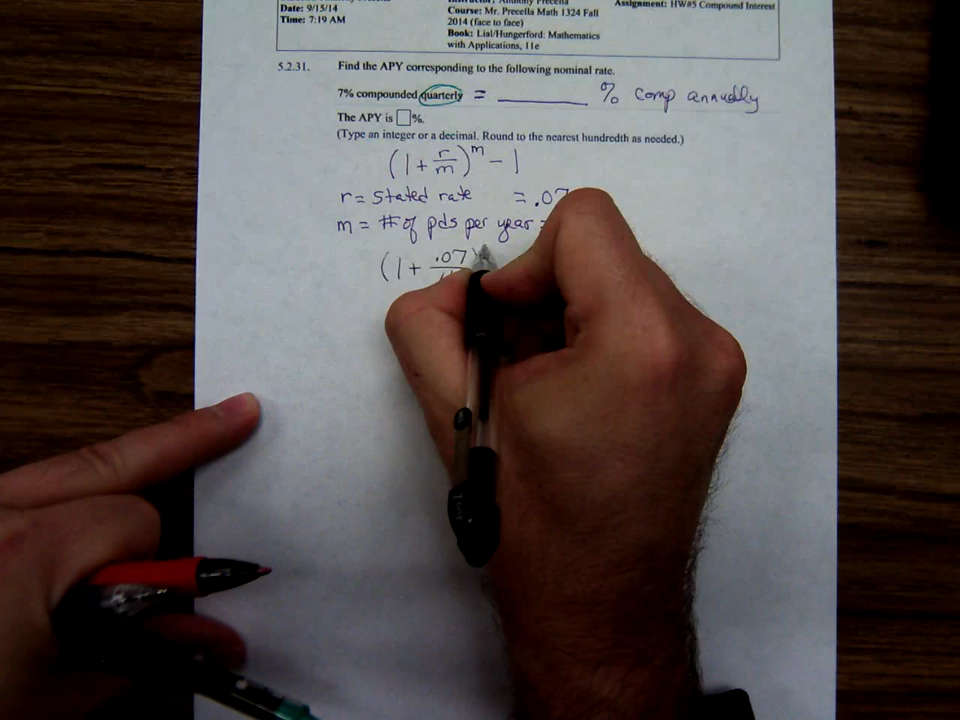 Date: 9/15/14
Time: 7:19 AM
Course: Mr. Precella Math 1324 Fall
2014 (face to face)
Book: Lial/Hungerford: Mathematics
with Applications, 11e
Assignment: HW#5 Compound Interest
5.2.31. Find the APY corresponding to the following nominal rate.
7% compounded quarterly = ______ % comp annually
The APY is %.
(Type an integer or a decimal. Round to the nearest hundredth as needed.)
(1 + r/m)^m - 1
r = stated rate = .07
m = # of pds per year =
(1 + .07